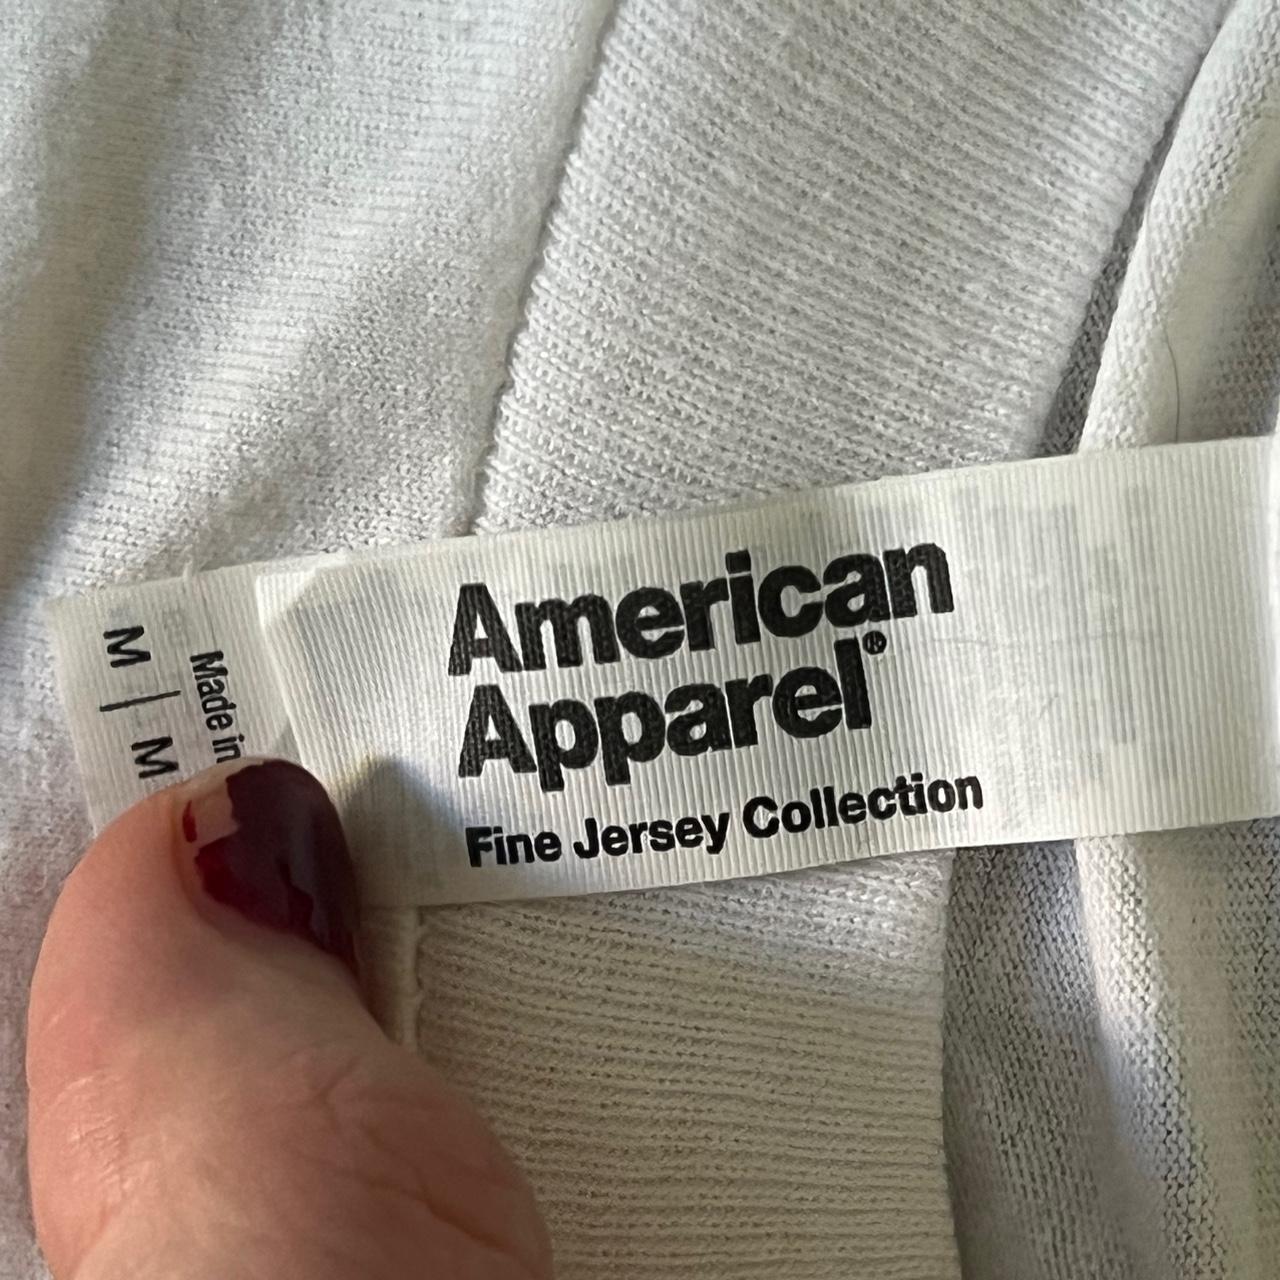 American
Apparel®
Fine Jersey Collection
M | M
Made in